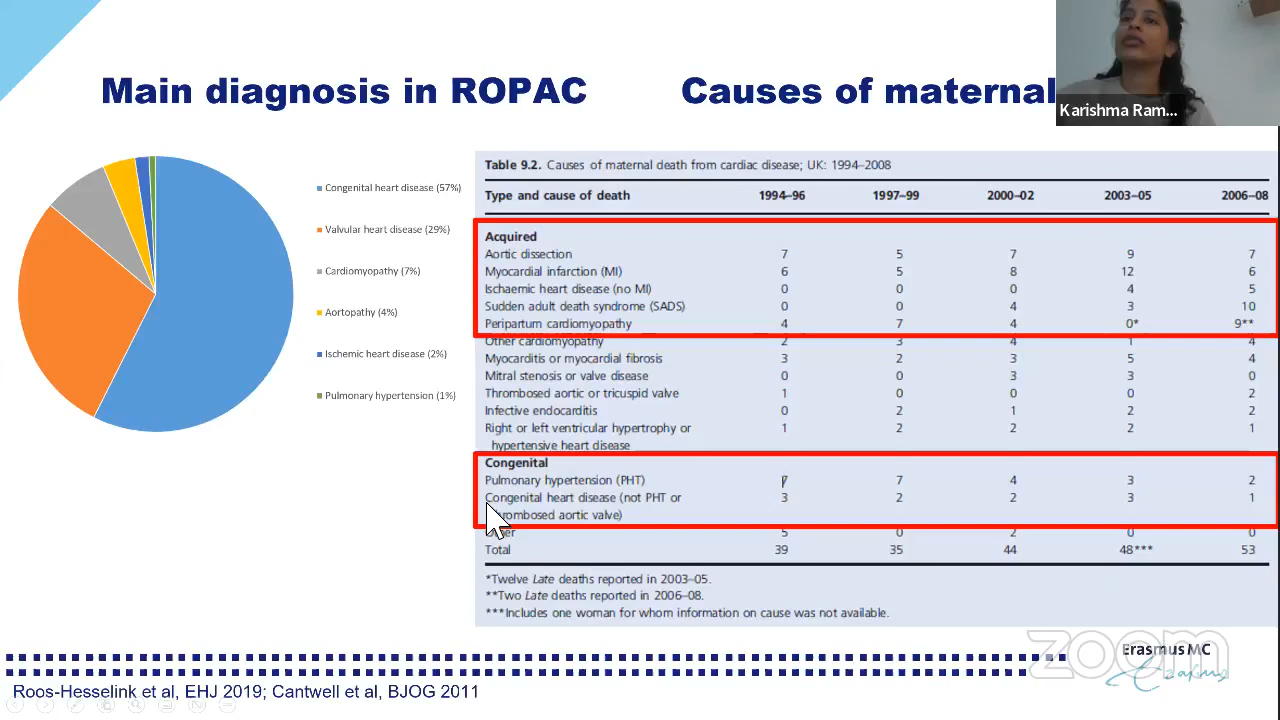 Main diagnosis in ROPAC
Causes of maternal
Karishma Ram...
Congenital heart disease (57%)
Valvular heart disease (29%)
Cardiomyopathy (7%)
Aortopathy (4%)
Ischemic heart disease (2%)
Pulmonary hypertension (1%)
Table 9.2. Causes of maternal death from cardiac disease; UK: 1994–2008
Type and cause of death 1994–96 1997–99 2000–02 2003–05 2006–08
Acquired
Aortic dissection 7 5 7 9 7
Myocardial infarction (MI) 6 5 8 12 6
Ischaemic heart disease (no MI) 0 0 0 4 5
Sudden adult death syndrome (SADS) 0 0 4 3 10
Peripartum cardiomyopathy 4 7 4 0* 9**
Other cardiomyopathy 2 3 4 1 4
Myocarditis or myocardial fibrosis 3 2 3 5 4
Mitral stenosis or valve disease 0 0 3 3 0
Thrombosed aortic or tricuspid valve 1 0 0 0 2
Infective endocarditis 0 2 1 2 2
Right or left ventricular hypertrophy or 1 2 2 2 1
hypertensive heart disease
Congenital
Pulmonary hypertension (PHT) 7 7 4 3 2
Congenital heart disease (not PHT or 3 2 2 3 1
thrombosed aortic valve)
Other 5 0 2 0 0
Total 39 35 44 48*** 53
*Twelve Late deaths reported in 2003–05.
**Two Late deaths reported in 2006–08.
***Includes one woman for whom information on cause was not available.
zoom
Erasmus MC
Erasmus
Roos-Hesselink et al, EHJ 2019; Cantwell et al, BJOG 2011